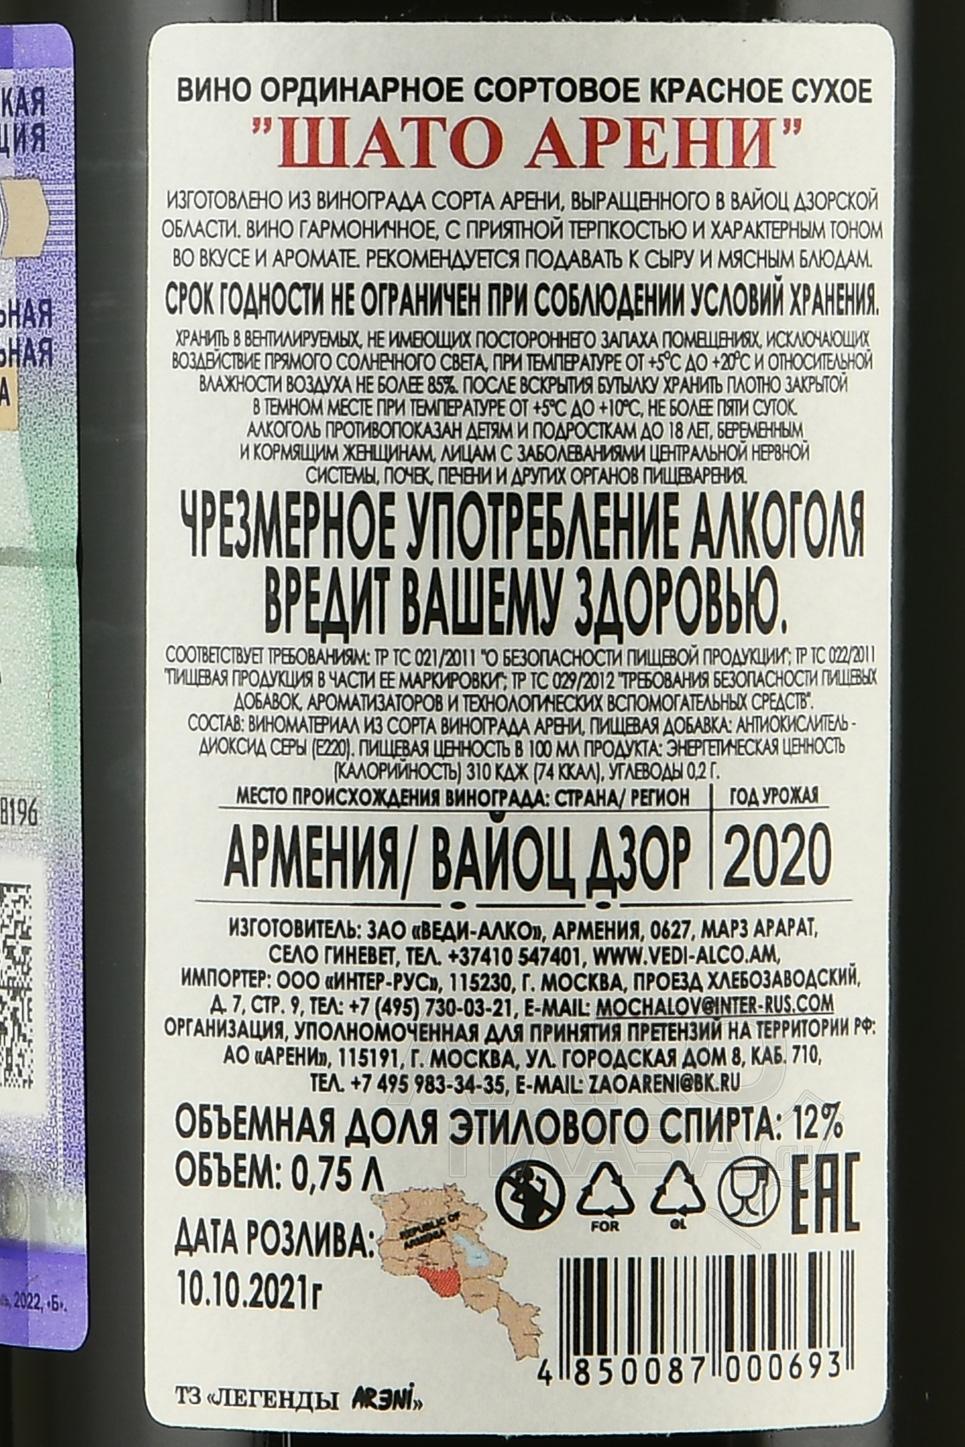 КАЯ
ЦИЯ
ЬНАЯ
ЬНАЯ
А
8196
2022, «Б».
ВИНО ОРДИНАРНОЕ СОРТОВОЕ КРАСНОЕ СУХОЕ
"ШАТО АРЕНИ"
ИЗГОТОВЛЕНО ИЗ ВИНОГРАДА СОРТА АРЕНИ, ВЫРАЩЕННОГО В ВАЙОЦ ДЗОРСКОЙ
ОБЛАСТИ. ВИНО ГАРМОНИЧНОЕ, С ПРИЯТНОЙ ТЕРПКОСТЬЮ И ХАРАКТЕРНЫМ ТОНОМ
ВО ВКУСЕ И АРОМАТЕ. РЕКОМЕНДУЕТСЯ ПОДАВАТЬ К СЫРУ И МЯСНЫМ БЛЮДАМ.
СРОК ГОДНОСТИ НЕ ОГРАНИЧЕН ПРИ СОБЛЮДЕНИИ УСЛОВИЙ ХРАНЕНИЯ.
ХРАНИТЬ В ВЕНТИЛИРУЕМЫХ, НЕ ИМЕЮЩИХ ПОСТОРОННЕГО ЗАПАХА ПОМЕЩЕНИЯХ, ИСКЛЮЧАЮЩИХ
ВОЗДЕЙСТВИЕ ПРЯМОГО СОЛНЕЧНОГО СВЕТА, ПРИ ТЕМПЕРАТУРЕ ОТ +5°С ДО +20°С И ОТНОСИТЕЛЬНОЙ
ВЛАЖНОСТИ ВОЗДУХА НЕ БОЛЕЕ 85%. ПОСЛЕ ВСКРЫТИЯ БУТЫЛКУ ХРАНИТЬ ПЛОТНО ЗАКРЫТОЙ
В ТЕМНОМ МЕСТЕ ПРИ ТЕМПЕРАТУРЕ ОТ +5°С ДО +10°С, НЕ БОЛЕЕ ПЯТИ СУТОК.
АЛКОГОЛЬ ПРОТИВОПОКАЗАН ДЕТЯМ И ПОДРОСТКАМ ДО 18 ЛЕТ, БЕРЕМЕННЫМ
И КОРМЯЩИМ ЖЕНЩИНАМ, ЛИЦАМ С ЗАБОЛЕВАНИЯМИ ЦЕНТРАЛЬНОЙ НЕРВНОЙ
СИСТЕМЫ, ПОЧЕК, ПЕЧЕНИ И ДРУГИХ ОРГАНОВ ПИЩЕВАРЕНИЯ.
ЧРЕЗМЕРНОЕ УПОТРЕБЛЕНИЕ АЛКОГОЛЯ
ВРЕДИТ ВАШЕМУ ЗДОРОВЬЮ.
СООТВЕТСТВУЕТ ТРЕБОВАНИЯМ: ТР ТС 021/2011 "О БЕЗОПАСНОСТИ ПИЩЕВОЙ ПРОДУКЦИИ"; ТР ТС 022/2011
"ПИЩЕВАЯ ПРОДУКЦИЯ В ЧАСТИ ЕЕ МАРКИРОВКИ"; ТР ТС 029/2012 "ТРЕБОВАНИЯ БЕЗОПАСНОСТИ ПИЩЕВЫХ
ДОБАВОК, АРОМАТИЗАТОРОВ И ТЕХНОЛОГИЧЕСКИХ ВСПОМОГАТЕЛЬНЫХ СРЕДСТВ".
СОСТАВ: ВИНОМАТЕРИАЛ ИЗ СОРТА ВИНОГРАДА АРЕНИ, ПИЩЕВАЯ ДОБАВКА: АНТИОКИСЛИТЕЛЬ -
ДИОКСИД СЕРЫ (Е220). ПИЩЕВАЯ ЦЕННОСТЬ В 100 МЛ ПРОДУКТА: ЭНЕРГЕТИЧЕСКАЯ ЦЕННОСТЬ
(КАЛОРИЙНОСТЬ) 310 КДЖ (74 ККАЛ), УГЛЕВОДЫ 0,2 Г.
МЕСТО ПРОИСХОЖДЕНИЯ ВИНОГРАДА: СТРАНА/ РЕГИОН ГОД УРОЖАЯ
АРМЕНИЯ/ ВАЙОЦ ДЗОР 2020
ИЗГОТОВИТЕЛЬ: ЗАО «ВЕДИ-АЛКО», АРМЕНИЯ, 0627, МАРЗ АРАРАТ,
СЕЛО ГИНЕВЕТ, ТЕЛ. +37410 547401, WWW.VEDI-ALCO.AM,
ИМПОРТЕР: ООО «ИНТЕР-РУС», 115230, Г. МОСКВА, ПРОЕЗД ХЛЕБОЗАВОДСКИЙ,
Д. 7, СТР. 9, ТЕЛ: +7 (495) 730-03-21, E-MAIL: MOCHALOV@INTER-RUS.COM
ОРГАНИЗАЦИЯ, УПОЛНОМОЧЕННАЯ ДЛЯ ПРИНЯТИЯ ПРЕТЕНЗИЙ НА ТЕРРИТОРИИ РФ:
АО «АРЕНИ», 115191, Г. МОСКВА, УЛ. ГОРОДСКАЯ ДОМ 8, КАБ. 710,
ТЕЛ. +7 495 983-34-35, E-MAIL: ZAOARENI@BK.RU
ОБЪЕМНАЯ ДОЛЯ ЭТИЛОВОГО СПИРТА: 12%
ОБЪЕМ: 0,75 Л
FOR
GL
EAC
REPUBLIC OF
ARMENIA
ДАТА РОЗЛИВА:
10.10.2021г
4 850087 000693
ТЗ «ЛЕГЕНДЫ ARENI»